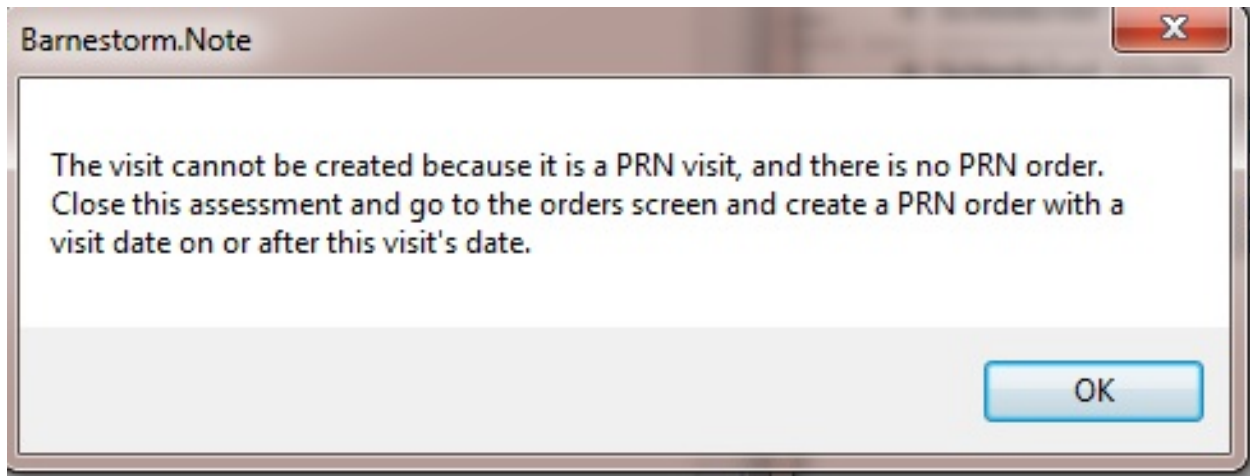 Barnestorm.Note
The visit cannot be created because it is a PRN visit, and there is no PRN order.
Close this assessment and go to the orders screen and create a PRN order with a
visit date on or after this visit's date.
OK